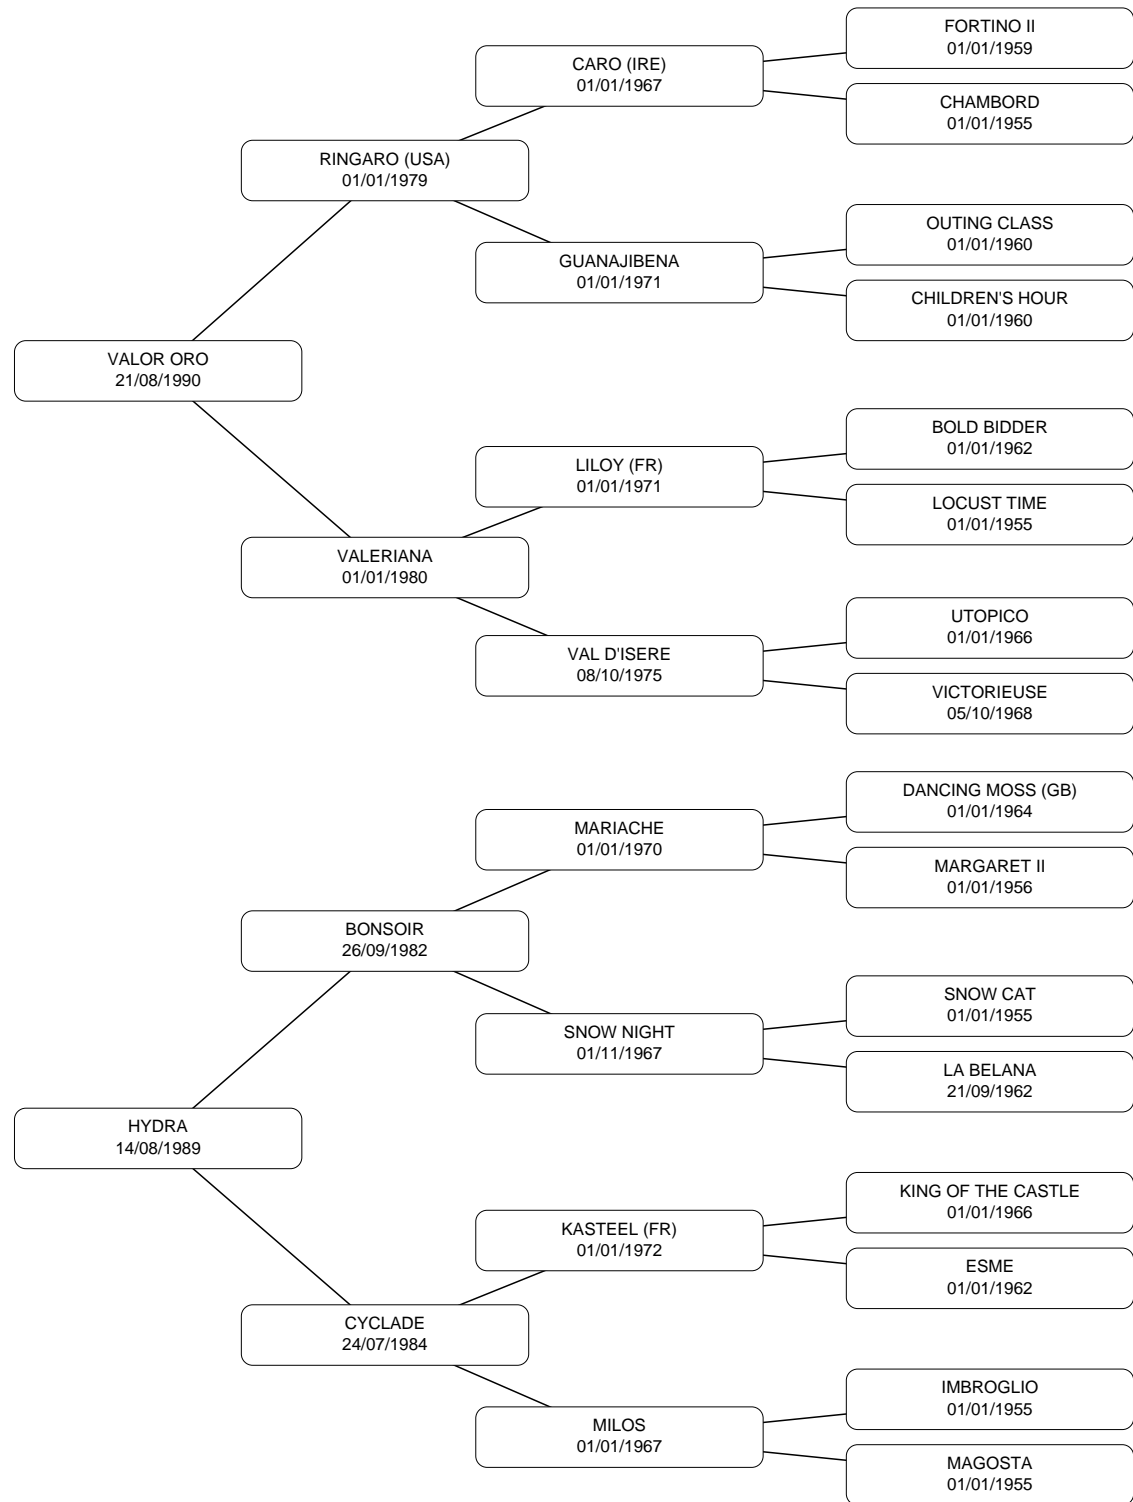 FORTINO II
01/01/1959
CARO (IRE)
01/01/1967
CHAMBORD
01/01/1955
RINGARO (USA)
01/01/1979
OUTING CLASS
01/01/1960
GUANAJIBENA
01/01/1971
CHILDREN'S HOUR
01/01/1960
VALOR ORO
21/08/1990
BOLD BIDDER
01/01/1962
LILOY (FR)
01/01/1971
LOCUST TIME
01/01/1955
VALERIANA
01/01/1980
UTOPICO
01/01/1966
VAL D'ISERE
08/10/1975
VICTORIEUSE
05/10/1968
DANCING MOSS (GB)
01/01/1964
MARIACHE
01/01/1970
MARGARET II
01/01/1956
BONSOIR
26/09/1982
SNOW CAT
01/01/1955
SNOW NIGHT
01/11/1967
LA BELANA
21/09/1962
HYDRA
14/08/1989
KING OF THE CASTLE
01/01/1966
KASTEEL (FR)
01/01/1972
ESME
01/01/1962
CYCLADE
24/07/1984
IMBROGLIO
01/01/1955
MILOS
01/01/1967
MAGOSTA
01/01/1955